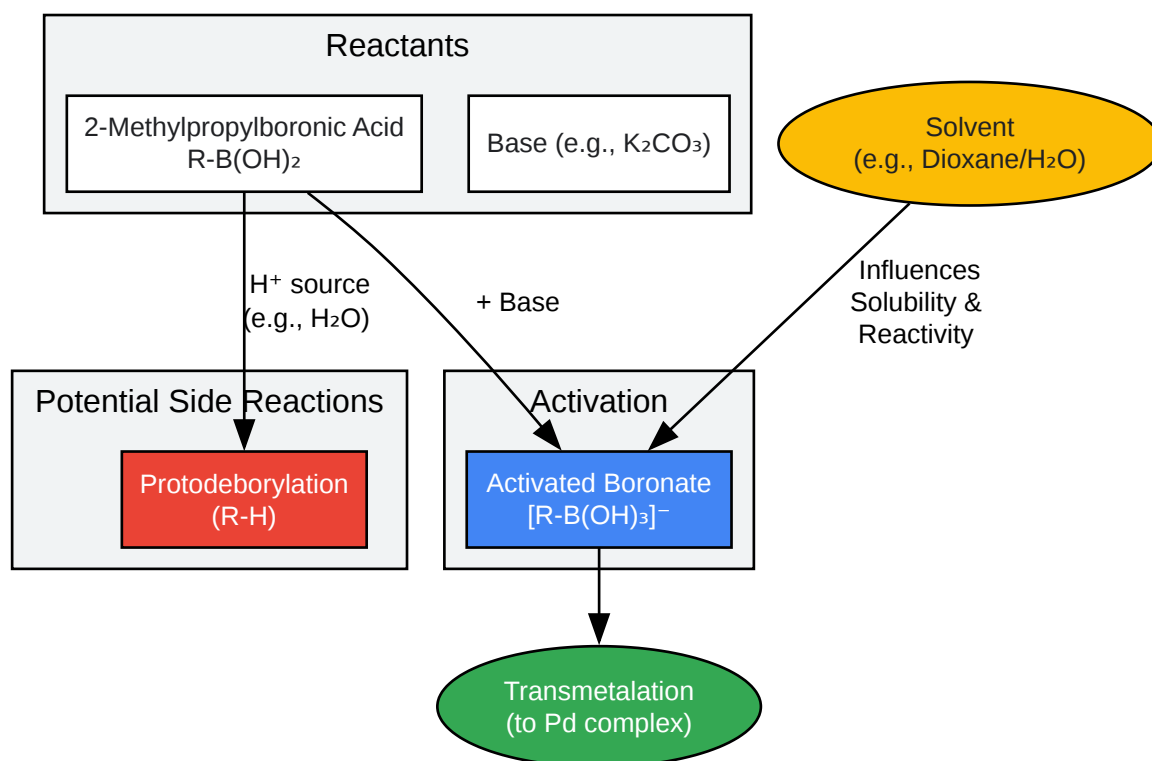 Reactants
2-Methylpropylboronic Acid
R-B(OH)₂
Base (e.g., K₂CO₃)
Solvent
(e.g., Dioxane/H₂O)
H⁺ source
(e.g., H₂O)
+ Base
Influences
Solubility &
Reactivity
Potential Side Reactions
Protodeborylation
(R-H)
Activation
Activated Boronate
[R-B(OH)₃]⁻
Transmetalation
(to Pd complex)